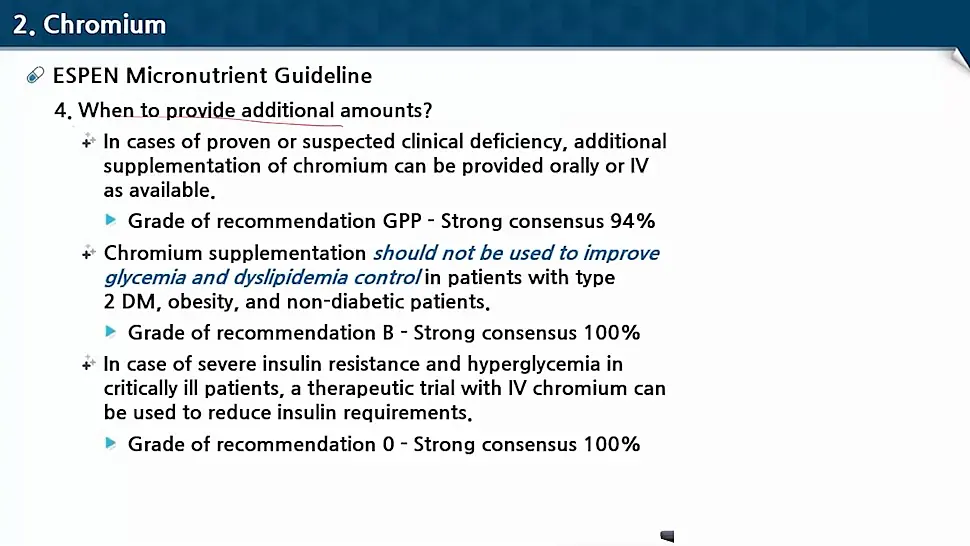 2. Chromium
ESPEN Micronutrient Guideline
4. When to provide additional amounts?
In cases of proven or suspected clinical deficiency, additional
supplementation of chromium can be provided orally or IV
as available.
Grade of recommendation GPP - Strong consensus 94%
Chromium supplementation should not be used to improve
glycemia and dyslipidemia control in patients with type
2 DM, obesity, and non-diabetic patients.
Grade of recommendation B - Strong consensus 100%
In case of severe insulin resistance and hyperglycemia in
critically ill patients, a therapeutic trial with IV chromium can
be used to reduce insulin requirements.
Grade of recommendation 0 - Strong consensus 100%